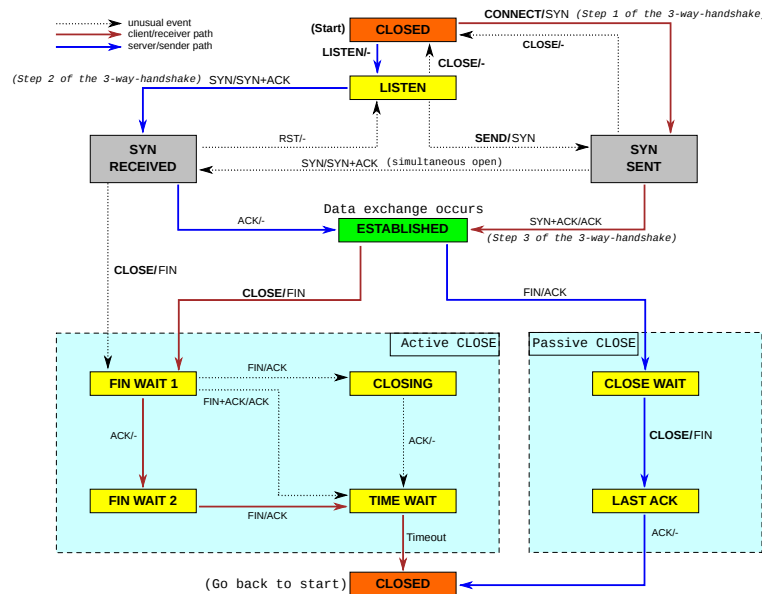 unusual event
client/receiver path
server/sender path
(Start)
CLOSED
CONNECT/SYN (Step 1 of the 3-way-handshake)
CLOSE/-
LISTEN/-
CLOSE/-
(Step 2 of the 3-way-handshake) SYN/SYN+ACK
LISTEN
SYN
RECEIVED
RST/-
SEND/SYN
SYN/SYN+ACK (simultaneous open)
SYN
SENT
Data exchange occurs
ACK/-
ESTABLISHED
SYN+ACK/ACK
(Step 3 of the 3-way-handshake)
CLOSE/FIN
CLOSE/FIN
FIN/ACK
Active CLOSE
Passive CLOSE
FIN WAIT 1
FIN/ACK
CLOSING
CLOSE WAIT
FIN+ACK/ACK
ACK/-
ACK/-
CLOSE/FIN
FIN WAIT 2
FIN/ACK
TIME WAIT
LAST ACK
Timeout
ACK/-
(Go back to start)
CLOSED